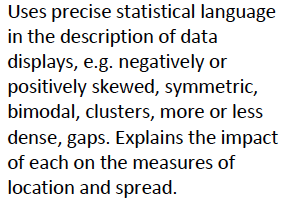 Uses precise statistical language
in the description of data
displays, e.g. negatively or
positively skewed, symmetric,
bimodal, clusters, more or less
dense, gaps. Explains the impact
of each on the measures of
location and spread.